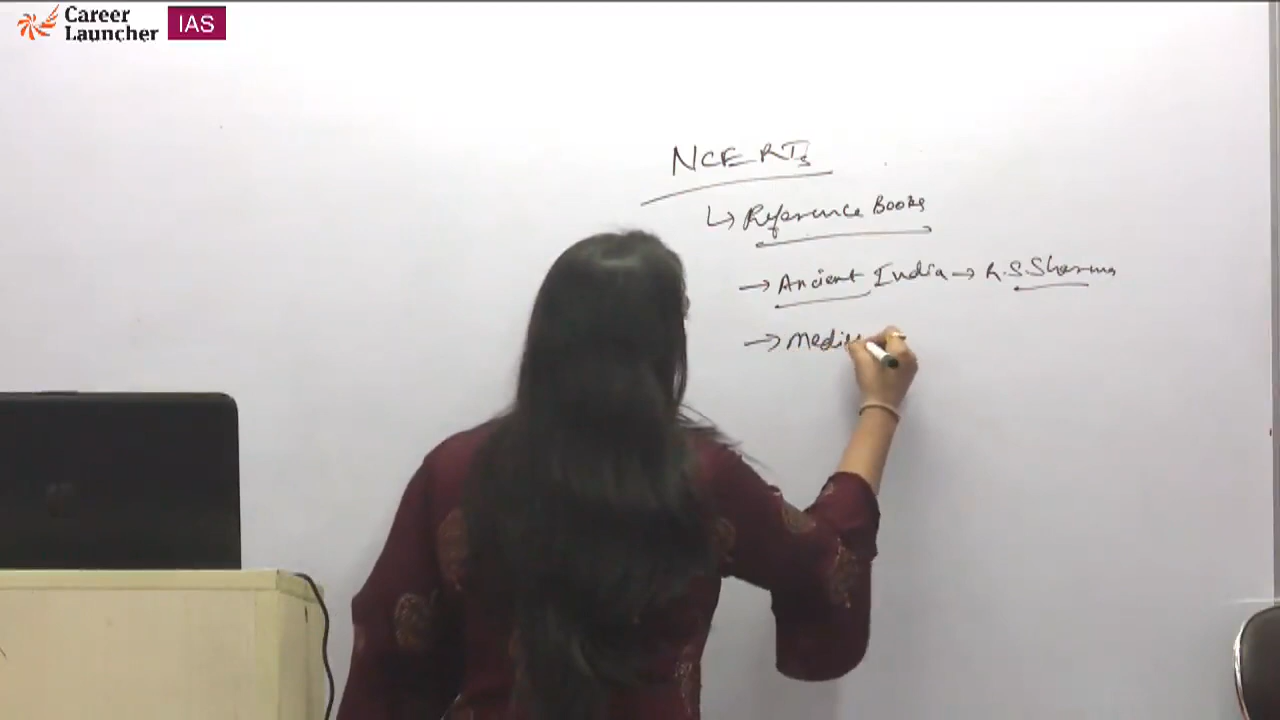 Career
Launcher
IAS
NCERTs
↳ Reference Books
→ Ancient India → R.S.Sharma
→ Medi